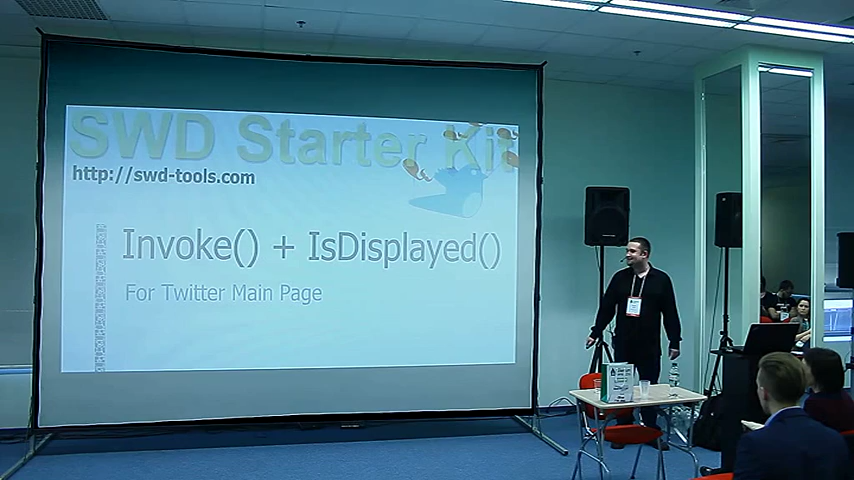 SWD Starter Kit
http://swd-tools.com
Invoke() + IsDisplayed()
For Twitter Main Page